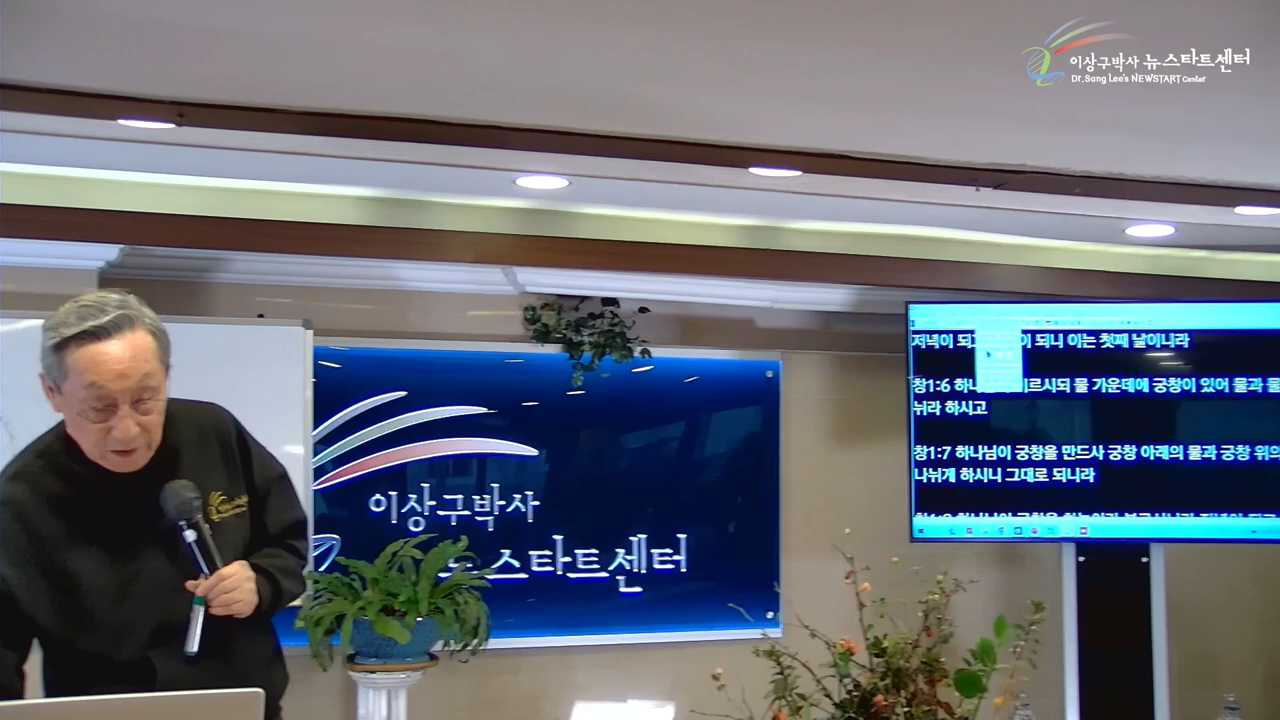 이상구박사 뉴스타트센터
Dr. Sang Lee's NEWSTART Center
이상구박사
스타트센터
저녁이 되 이 되니 이는 첫째 날이니라
창1:6 하나 이르시되 물 가운데에 궁창이 있어 물과 물
뉘라 하시고
창1:7 하나님이 궁창을 만드사 궁창 아래의 물과 궁창 위의
나뉘게 하시니 그대로 되니라